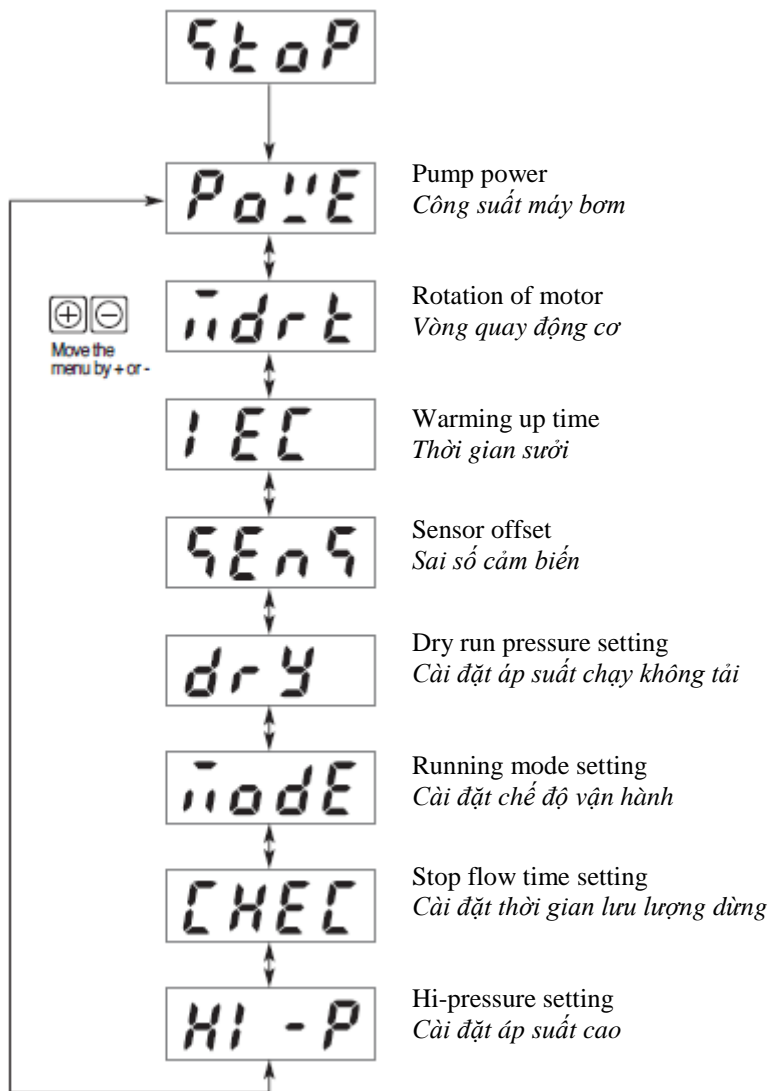 StoP
PoWE
Pump power
Công suất máy bơm
Mdrt
Rotation of motor
Vòng quay động cơ
⊕ ⊖
Move the
menu by + or -
1 EC
Warming up time
Thời gian sưởi
SEnS
Sensor offset
Sai số cảm biến
drY
Dry run pressure setting
Cài đặt áp suất chạy không tải
ModE
Running mode setting
Cài đặt chế độ vận hành
CHEC
Stop flow time setting
Cài đặt thời gian lưu lượng dừng
HI - P
Hi-pressure setting
Cài đặt áp suất cao